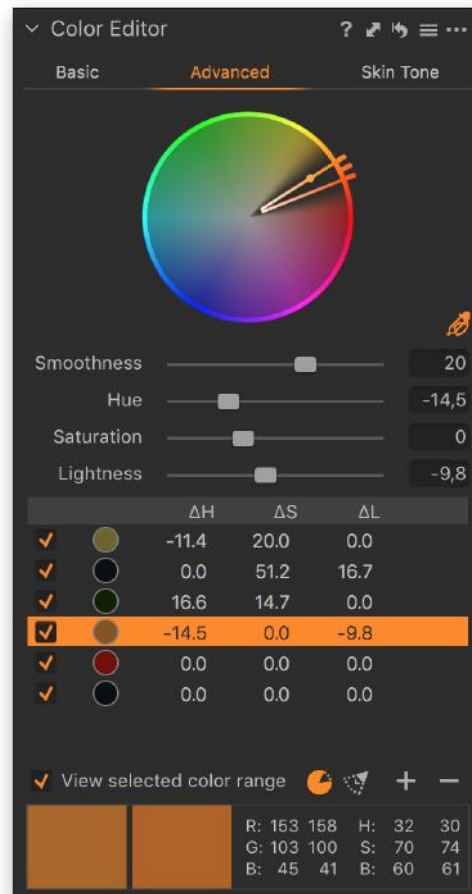 Color Editor ?
Basic Advanced Skin Tone
Smoothness 20
Hue -14,5
Saturation 0
Lightness -9,8
ΔH ΔS ΔL
-11.4 20.0 0.0
0.0 51.2 16.7
16.6 14.7 0.0
-14.5 0.0 -9.8
0.0 0.0 0.0
0.0 0.0 0.0
View selected color range
R: 153 158 H: 32 30
G: 103 100 S: 70 74
B: 45 41 B: 60 61